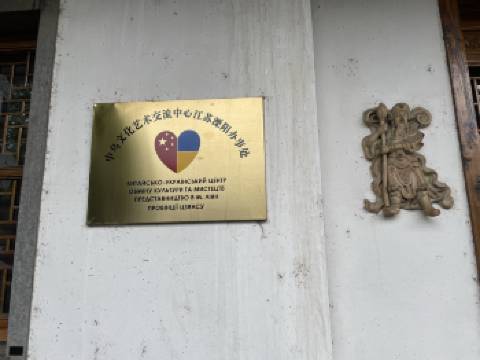 中乌文化艺术交流中心江苏溧阳办事处
КИТАЙСЬКО-УКРАЇНСЬКИЙ ЦЕНТР
ОБМІНУ КУЛЬТУРИ ТА МИСТЕЦТВ
ПРЕДСТАВНИЦТВО В
ПРОВІНЦІЇ ЦЗЯНСУ